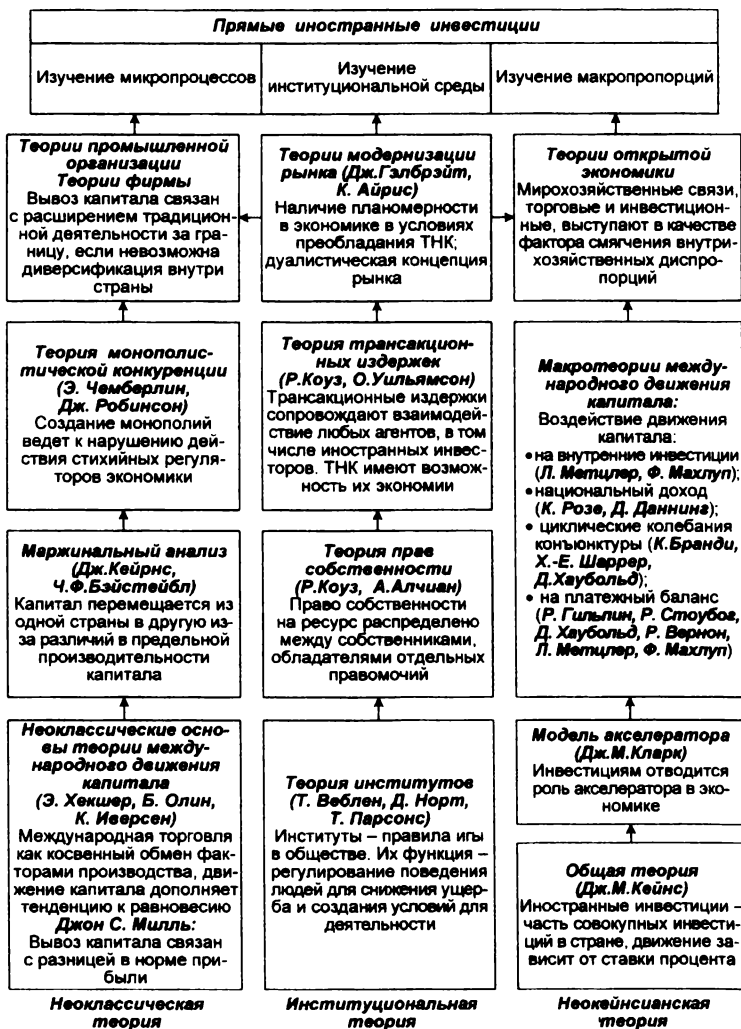 Прямые иностранные инвестиции
Изучение микропроцессов
Изучение
институциональной среды
Изучение макропропорций
Теории промышленной
организации
Теории фирмы
Вывоз капитала связан
с расширением традицион-
ной деятельности за гра-
ницу, если невозможна
диверсификация внутри
страны
Теории модернизации
рынка (Дж.Гэлбрэйт,
К. Айрис)
Наличие планомерности
в экономике в условиях
преобладания ТНК;
дуалистическая концепция
рынка
Теории открытой
экономики
Мирохозяйственные связи,
торговые и инвестицион-
ные, выступают в качестве
фактора смягчения внутри-
хозяйственных диспро-
порций
Теория монополис-
тической конкуренции
(Э. Чемберлин,
Дж. Робинсон)
Создание монополий
ведет к нарушению дей-
ствия стихийных регуля-
торов экономики
Теория трансакцион-
ных издержек
(Р.Коуз, О.Уильямсон)
Трансакционные издержки
сопровождают взаимодей-
ствие любых агентов, в том
числе иностранных инвес-
торов. ТНК имеют возмож-
ность их экономии
Макротеории между-
народного движения
капитала:
Воздействие движения
капитала:
• на внутренние инвестиции
(Л. Метцлер, Ф. Махлуп);
• национальный доход
(К. Розе, Д. Даннинг);
• циклические колебания
конъюнктуры (К.Бранди,
Х.-Е. Шаррер,
Д.Хаубольд);
• на платежный баланс
(Р. Гильпин, Р. Стоубог,
Д. Хаубольд, Р. Вернон,
Л. Метцлер, Ф. Махлуп)
Маржинальный анализ
(Дж.Кейрнс,
Ч.Ф.Бэйстейбл)
Капитал перемещается из
одной страны в другую из-
за различий в предельной
производительности
капитала
Теория прав
собственности
(Р.Коуз, А.Алчиан)
Право собственности
на ресурс распределено
между собственниками,
обладателями отдельных
правомочий
Неоклассические осно-
вы теории между-
народного движения
капитала
(Э. Хекшер, Б. Олин,
К. Иверсен)
Международная торговля
как косвенный обмен фак-
торами производства, дви-
жение капитала дополняет
тенденцию к равновесию
Джон С. Милль:
Вывоз капитала связан
с разницей в норме при-
были
Теория институтов
(Т. Веблен, Д. Норт,
Т. Парсонс)
Институты – правила игы
в обществе. Их функция –
регулирование поведения
людей для снижения ущер-
ба и создания условий для
деятельности
Модель акселератора
(Дж.М.Кларк)
Инвестициям отводится
роль акселератора в эко-
номике
Общая теория
(Дж.М.Кейнс)
Иностранные инвестиции –
часть совокупных инвести-
ций в стране, движение за-
висит от ставки процента
Неоклассическая
теория
Институциональная
теория
Неокейнсианская
теория